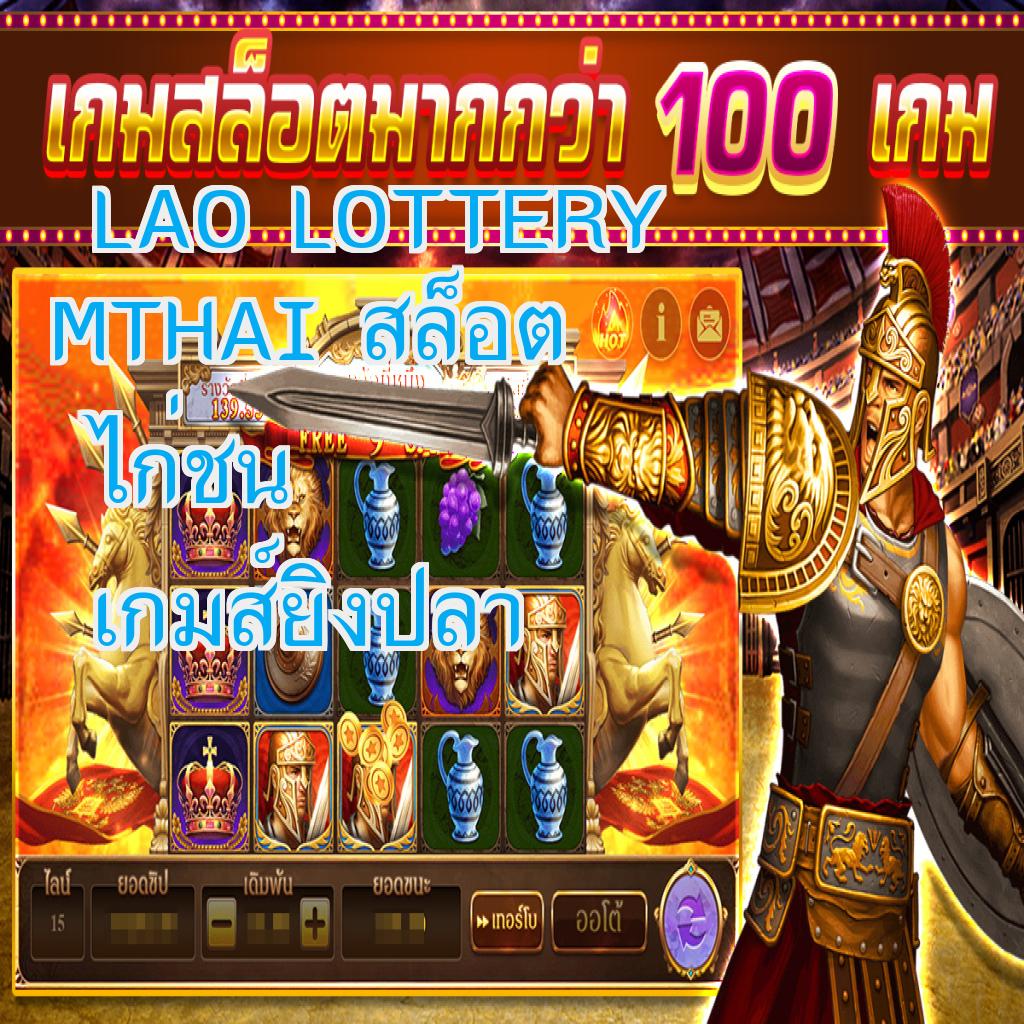 เกมสล็อตมากกว่า 100 เกม
LAO LOTTERY
MTHAI สล็อต
HOT
i
ไก่ชน
FREE
เกมส์ยิงปลา
ไลน์
ยอดชิป
เดิมพัน
ยอดชนะ
15
เทอร์โบ
ออโต้